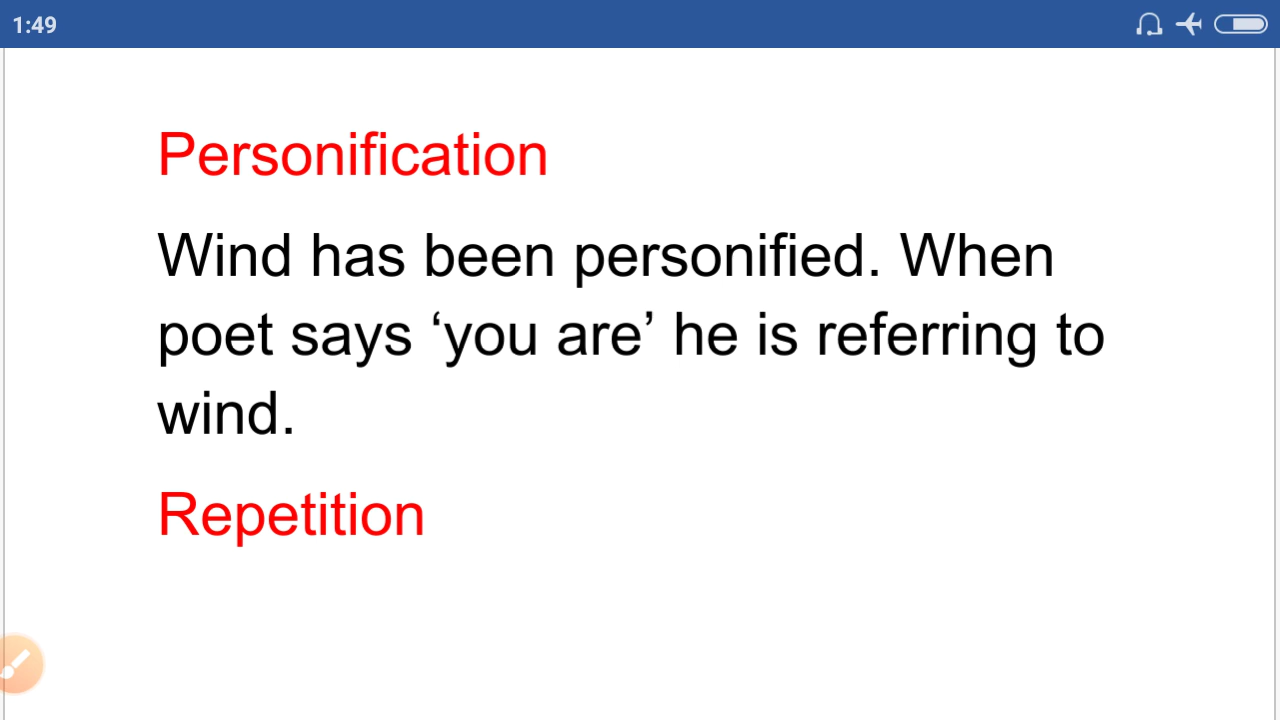 1:49
Personification
Wind has been personified. When
poet says ‘you are’ he is referring to
wind.
Repetition